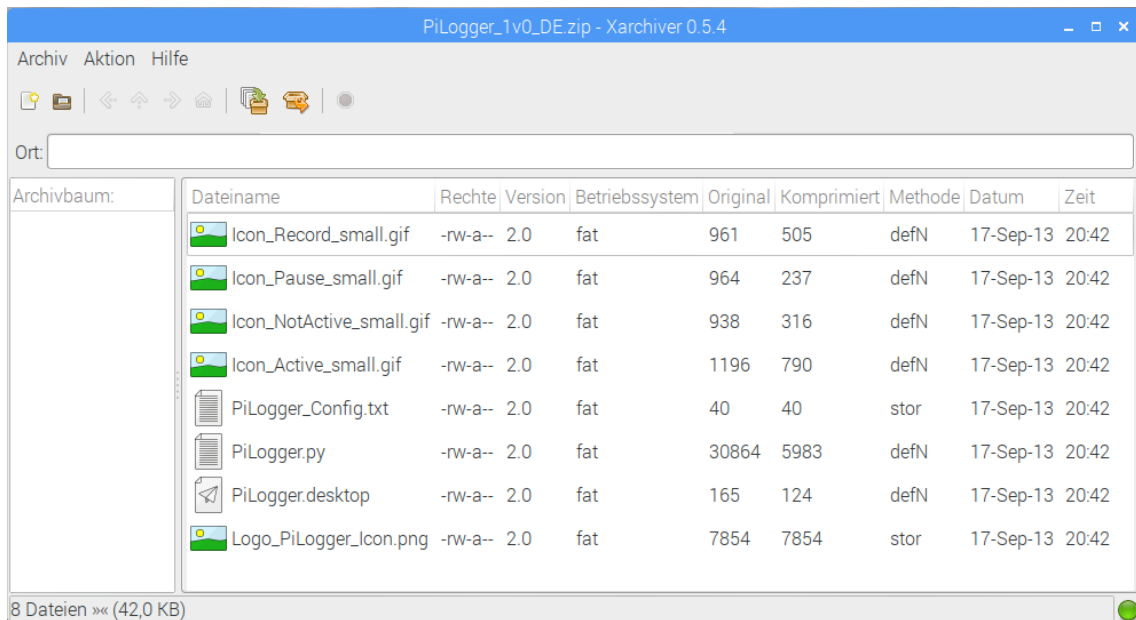 PiLogger_1v0_DE.zip - Xarchiver 0.5.4
Archiv Aktion Hilfe
Ort:
Archivbaum:
Dateiname Rechte Version Betriebssystem Original Komprimiert Methode Datum Zeit
Icon_Record_small.gif -rw-a-- 2.0 fat 961 505 defN 17-Sep-13 20:42
Icon_Pause_small.gif -rw-a-- 2.0 fat 964 237 defN 17-Sep-13 20:42
Icon_NotActive_small.gif -rw-a-- 2.0 fat 938 316 defN 17-Sep-13 20:42
Icon_Active_small.gif -rw-a-- 2.0 fat 1196 790 defN 17-Sep-13 20:42
PiLogger_Config.txt -rw-a-- 2.0 fat 40 40 stor 17-Sep-13 20:42
PiLogger.py -rw-a-- 2.0 fat 30864 5983 defN 17-Sep-13 20:42
PiLogger.desktop -rw-a-- 2.0 fat 165 124 defN 17-Sep-13 20:42
Logo_PiLogger_Icon.png -rw-a-- 2.0 fat 7854 7854 stor 17-Sep-13 20:42
8 Dateien »« (42,0 KB)